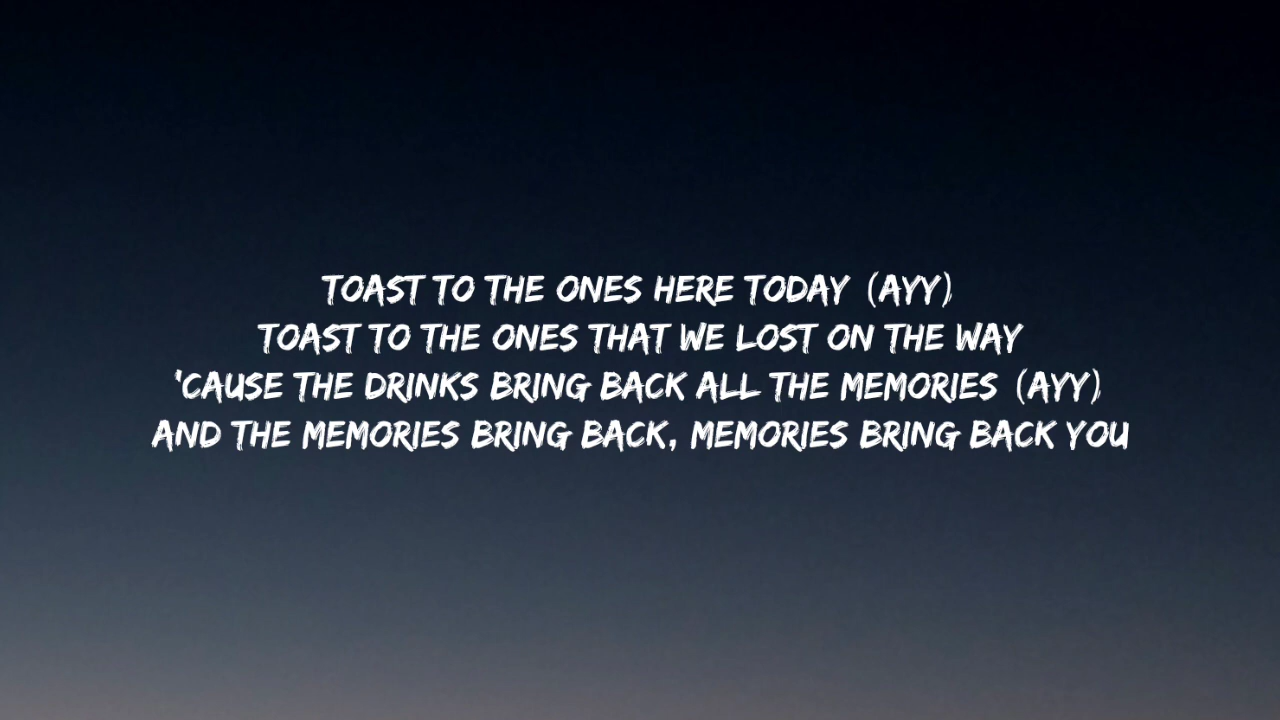 TOAST TO THE ONES HERE TODAY (AYY)
TOAST TO THE ONES THAT WE LOST ON THE WAY
'CAUSE THE DRINKS BRING BACK ALL THE MEMORIES (AYY)
AND THE MEMORIES BRING BACK, MEMORIES BRING BACK YOU